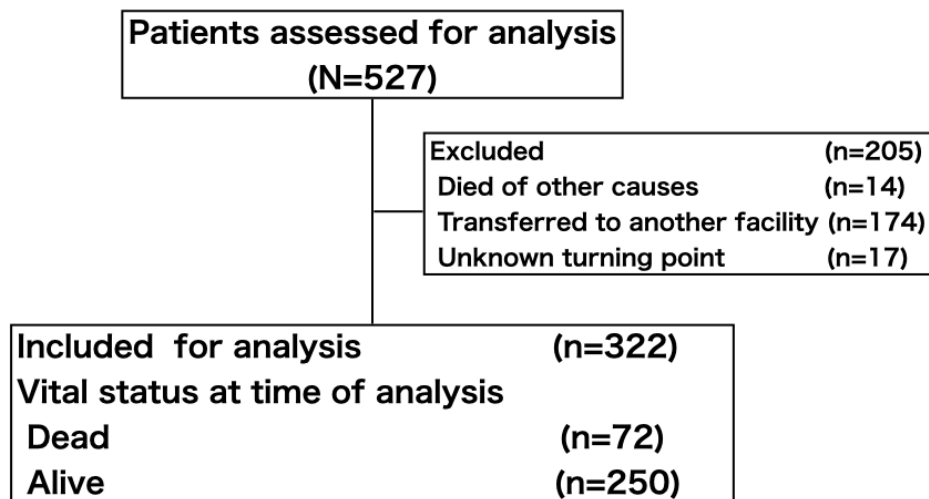 Patients assessed for analysis
(N=527)
Excluded (n=205)
Died of other causes (n=14)
Transferred to another facility (n=174)
Unknown turning point (n=17)
Included for analysis (n=322)
Vital status at time of analysis
Dead (n=72)
Alive (n=250)